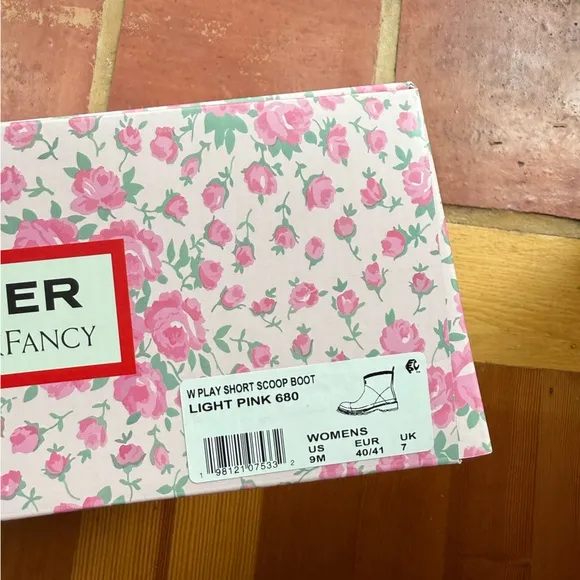 ER
FANCY
W PLAY SHORT SCOOP BOOT
LIGHT PINK 680
WOMENS
US EUR UK
9M 40/41 7
1 98121 07533 2